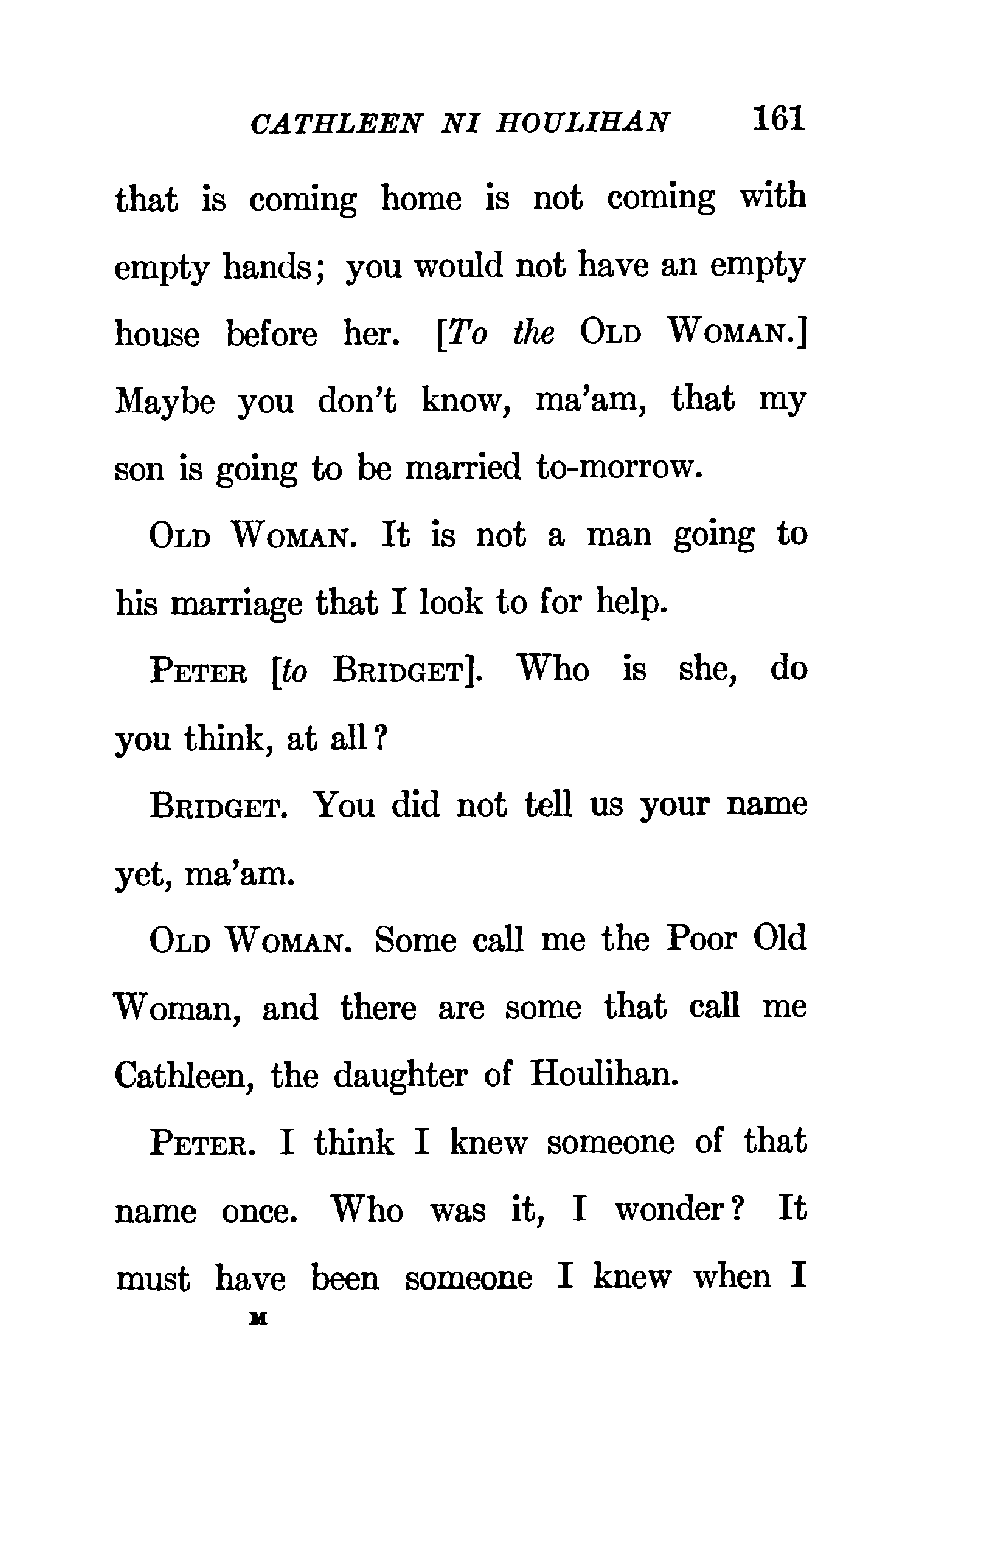 CATHLEEN NI HOULIHAN 161
that is coming home is not coming with
empty hands; you would not have an empty
house before her. [To the OLD WOMAN.]
Maybe you don't know, ma'am, that my
son is going to be married to-morrow.
OLD WOMAN. It is not a man going to
his marriage that I look to for help.
PETER [to BRIDGET]. Who is she, do
you think, at all?
BRIDGET. You did not tell us your name
yet, ma'am.
OLD WOMAN. Some call me the Poor Old
Woman, and there are some that call me
Cathleen, the daughter of Houlihan.
PETER. I think I knew someone of that
name once. Who was it, I wonder? It
must have been someone I knew when I
M